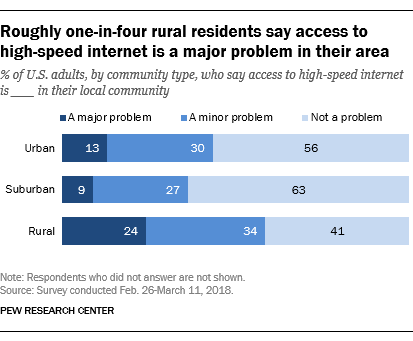 Roughly one-in-four rural residents say access to
high-speed internet is a major problem in their area
% of U.S. adults, by community type, who say access to high-speed internet
is ___ in their local community
A major problem A minor problem Not a problem
Urban 13 30 56
Suburban 9 27 63
Rural 24 34 41
Note: Respondents who did not answer are not shown.
Source: Survey conducted Feb. 26-March 11, 2018.
PEW RESEARCH CENTER